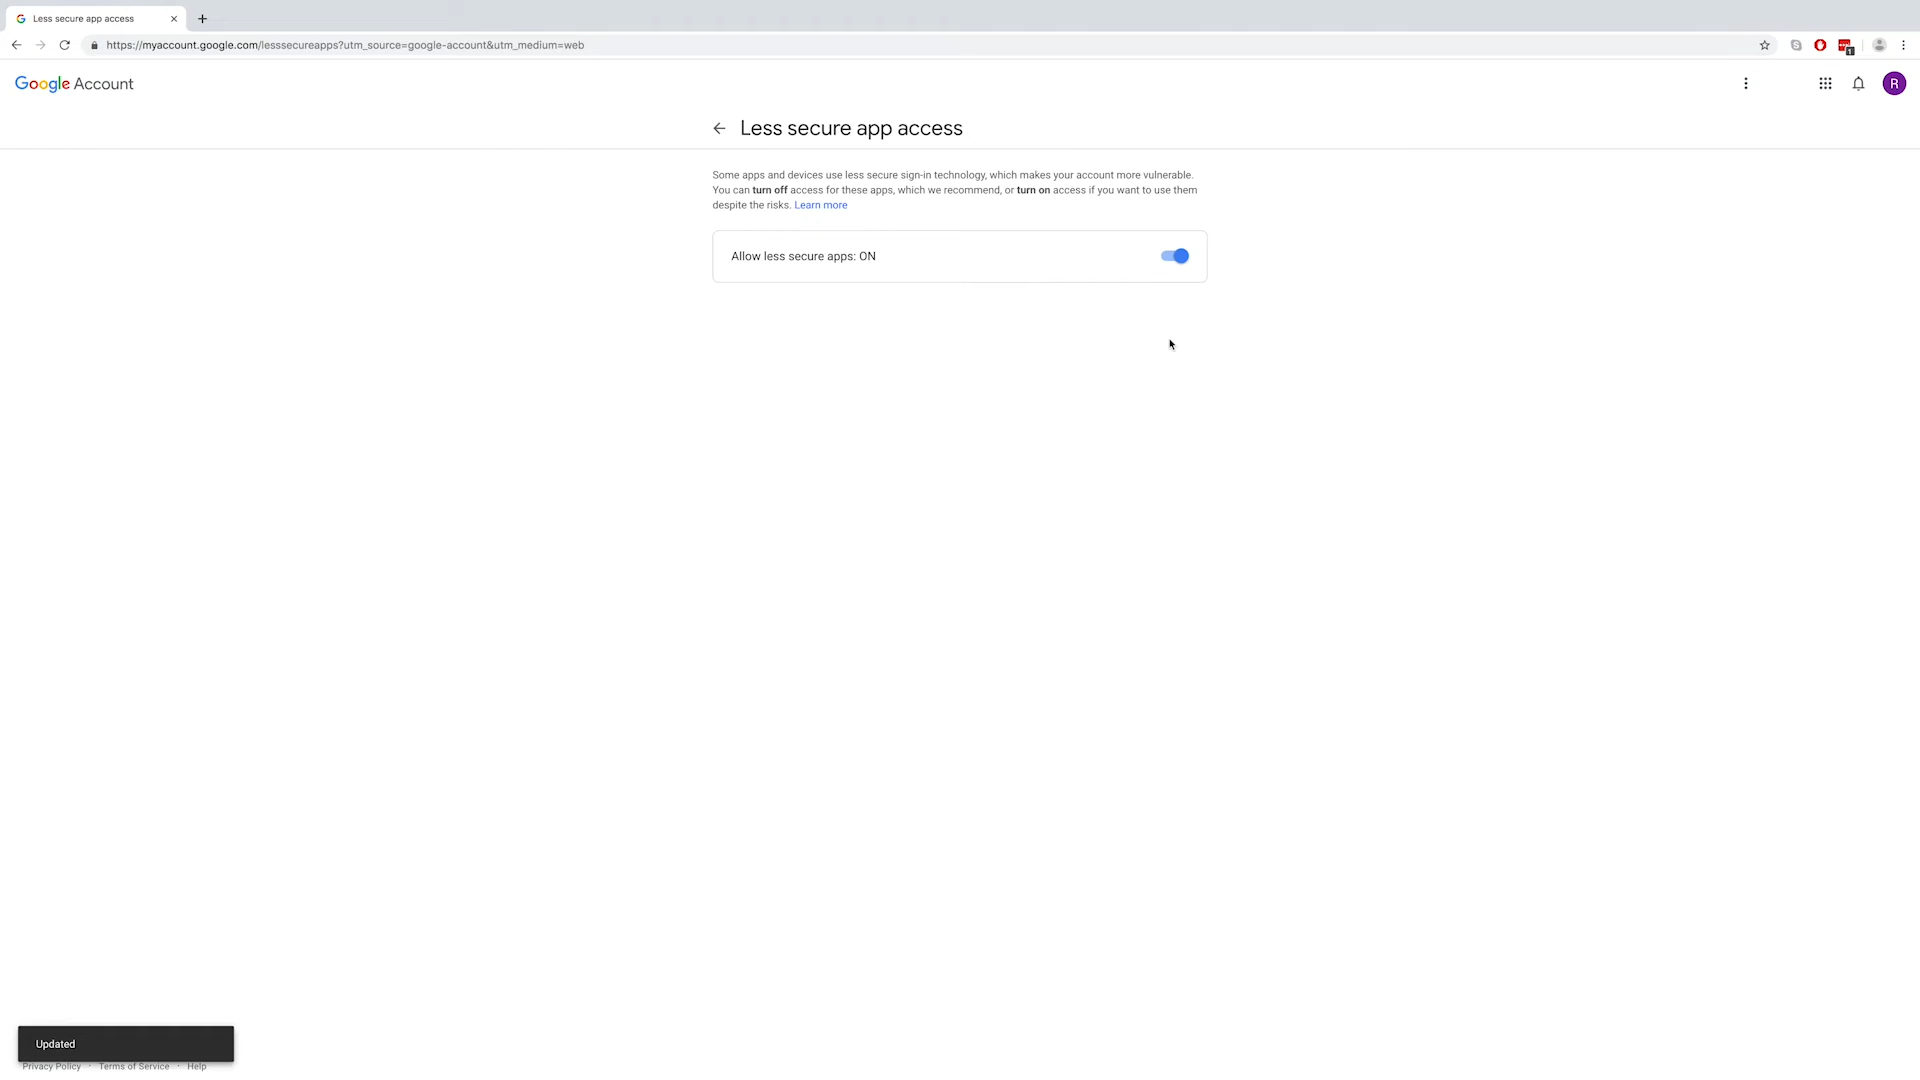 Less secure app access
https://myaccount.google.com/lesssecureapps?utm_source=google-account&utm_medium=web
1
Google Account
R
Less secure app access
Some apps and devices use less secure sign-in technology, which makes your account more vulnerable.
You can turn off access for these apps, which we recommend, or turn on access if you want to use them
despite the risks. Learn more
Allow less secure apps: ON
Updated
Privacy Policy · Terms of Service · Help